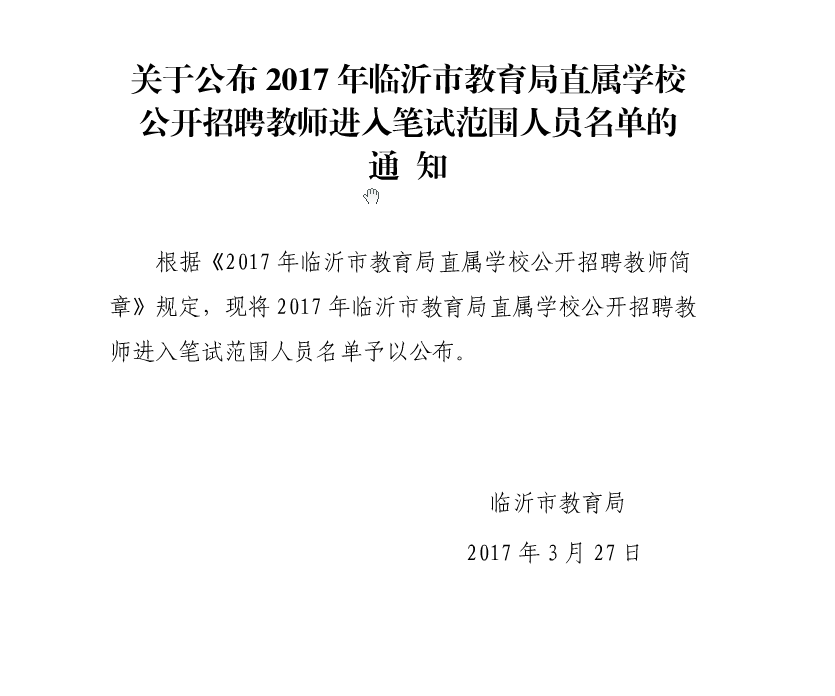 关于公布 2017 年临沂市教育局直属学校
公开招聘教师进入笔试范围人员名单的
通 知
根据《2017 年临沂市教育局直属学校公开招聘教师简
章》规定，现将 2017 年临沂市教育局直属学校公开招聘教
师进入笔试范围人员名单予以公布。
临沂市教育局
2017 年 3 月 27 日